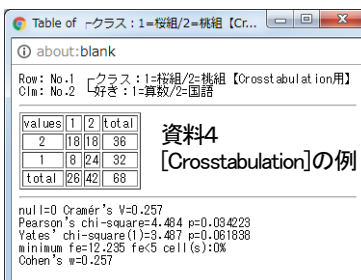 Table of ┌クラス：1=桜組/2=桃組【Cr...
about:blank
Row: No.1 ┌クラス：1=桜組/2=桃組【Crosstabulation用】
Clm: No.2 └好き：1=算数/2=国語
values 1 2 total
2 18 18 36
1 8 24 32
total 26 42 68
資料4
[Crosstabulation]の例
null=0 Cramér's V=0.257
Pearson's chi-square=4.484 p=0.034223
Yates' chi-square(1)=3.487 p=0.061838
minimum fe=12.235 fe<5 cell(s):0%
Cohen's w=0.257